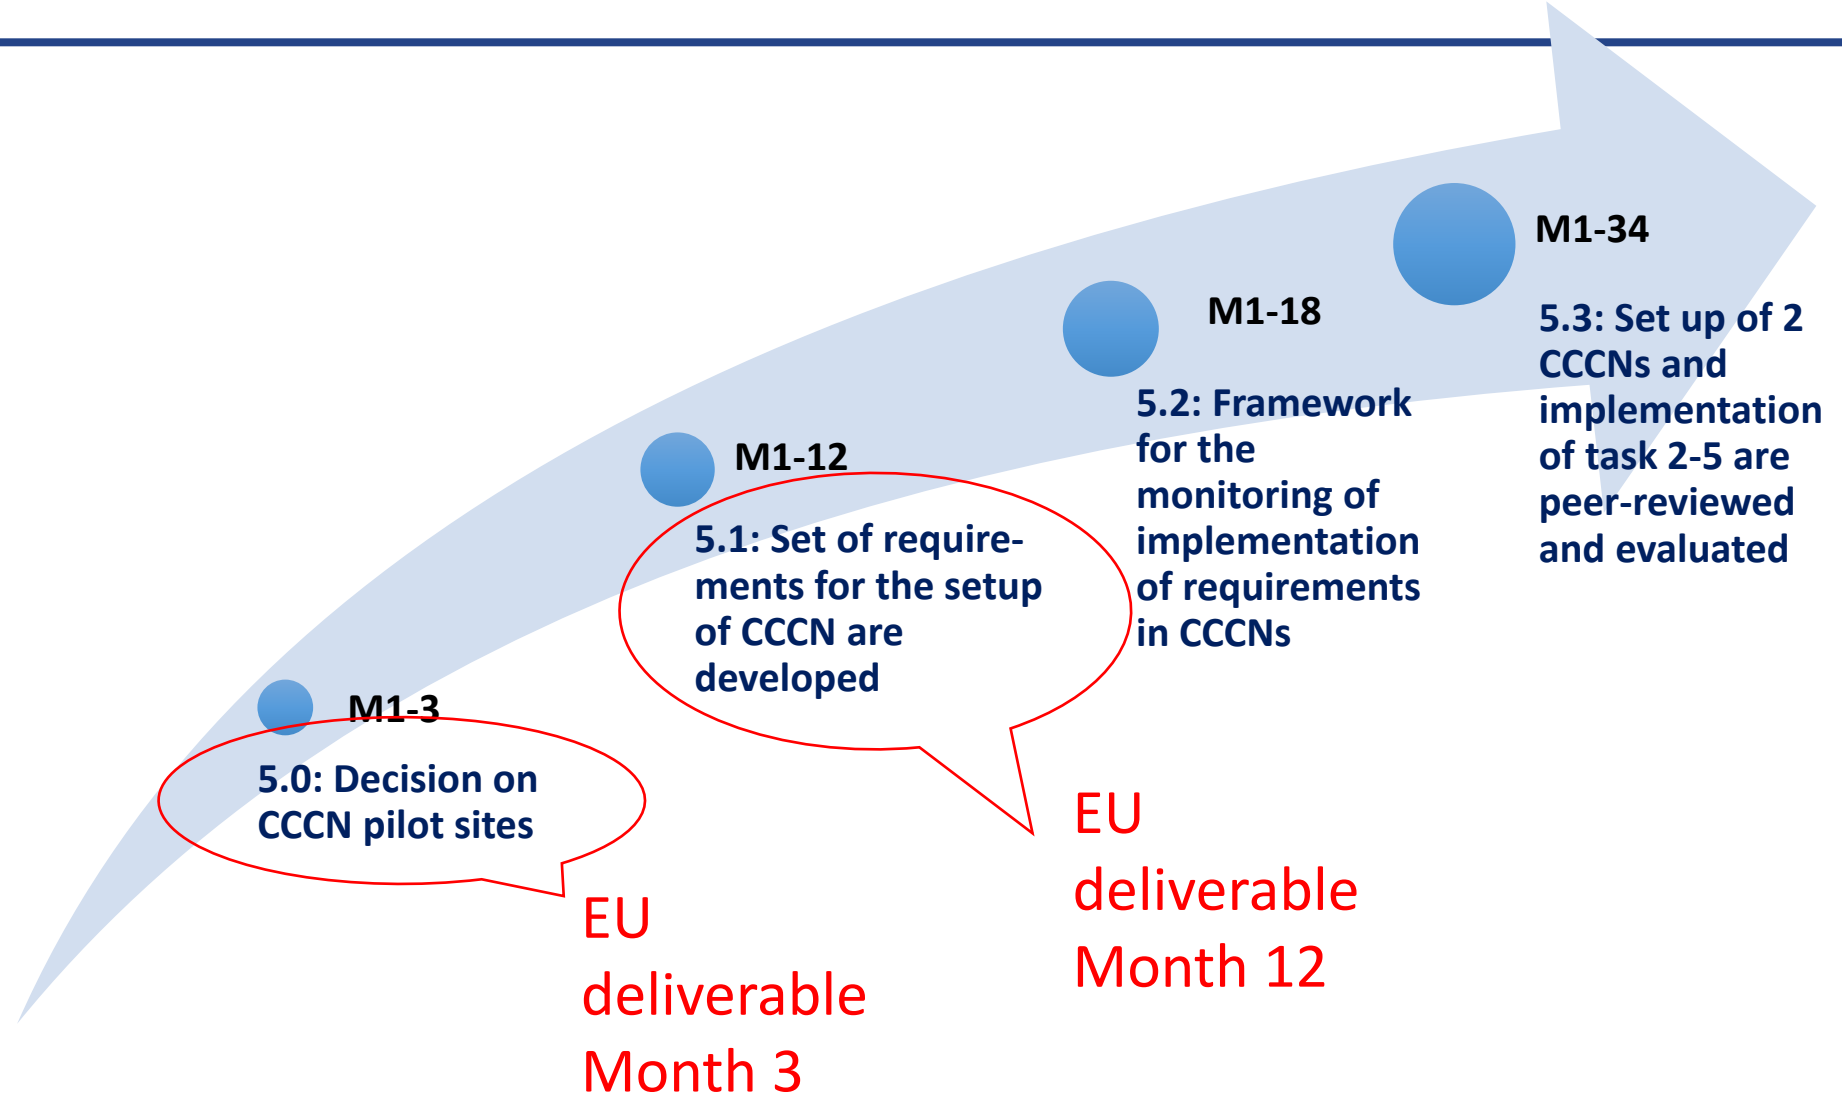 M1-3
5.0: Decision on
CCCN pilot sites
EU
deliverable
Month 3
M1-12
5.1: Set of require-
ments for the setup
of CCCN are
developed
EU
deliverable
Month 12
M1-18
5.2: Framework
for the
monitoring of
implementation
of requirements
in CCCNs
M1-34
5.3: Set up of 2
CCCNs and
implementation
of task 2-5 are
peer-reviewed
and evaluated